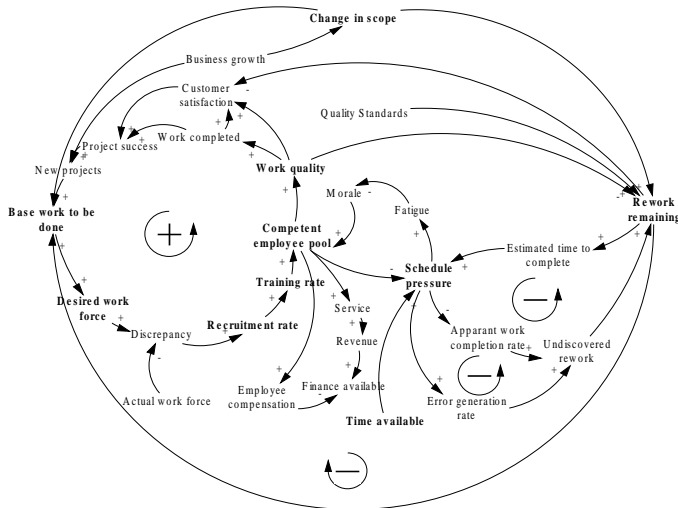 Change in scope
Business growth
Customer
satisfaction
Quality Standards
Project success
Work completed
New projects
Work quality
Morale
Rework
remaining
Base work to be
done
Fatigue
Competent
employee pool
Estimated time to
complete
Schedule
pressure
Training rate
Desired work
force
Service
Recruitment rate
Apparant work
completion rate
Discrepancy
Revenue
Undiscovered
rework
Employee
compensation
Finance available
Actual work force
Error generation
rate
Time available